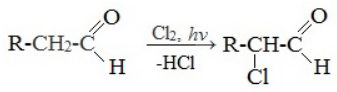 R-CH2-C
O
H
Cl2, hν
-HCl
R-CH-C
O
H
Cl